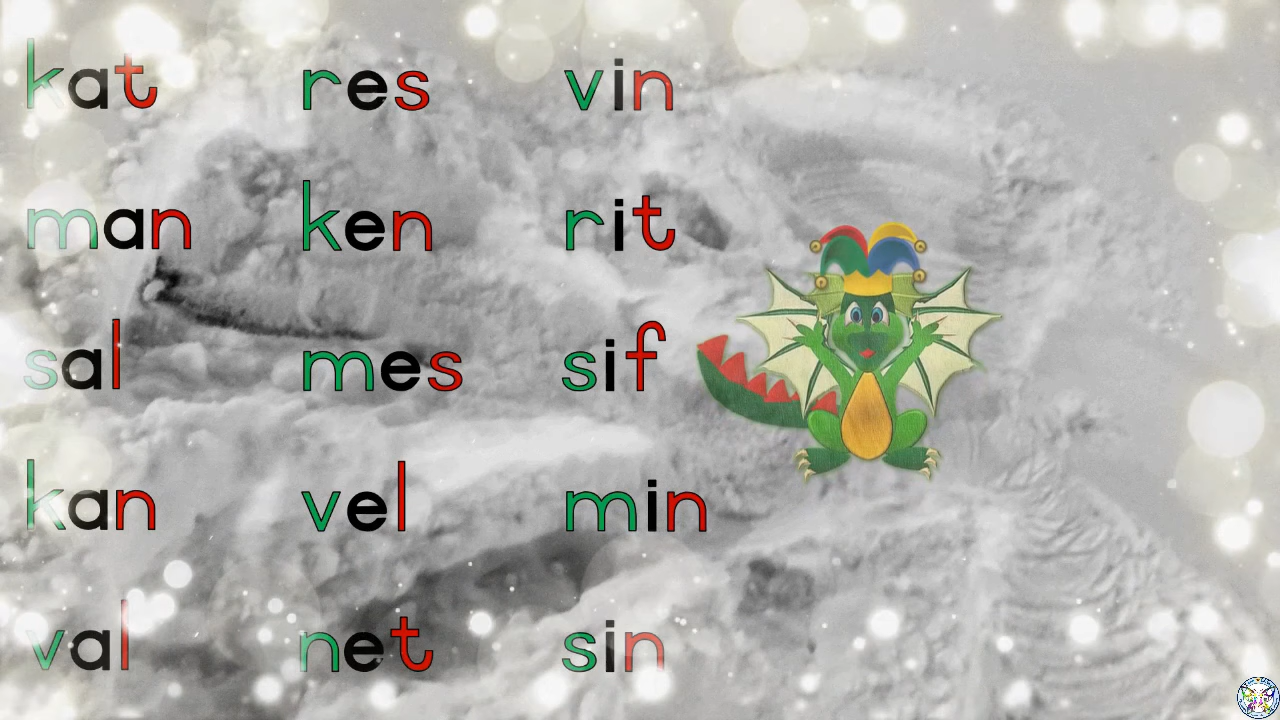 kat res vin
man ken rit
sal mes sif
kan vel min
val net sin